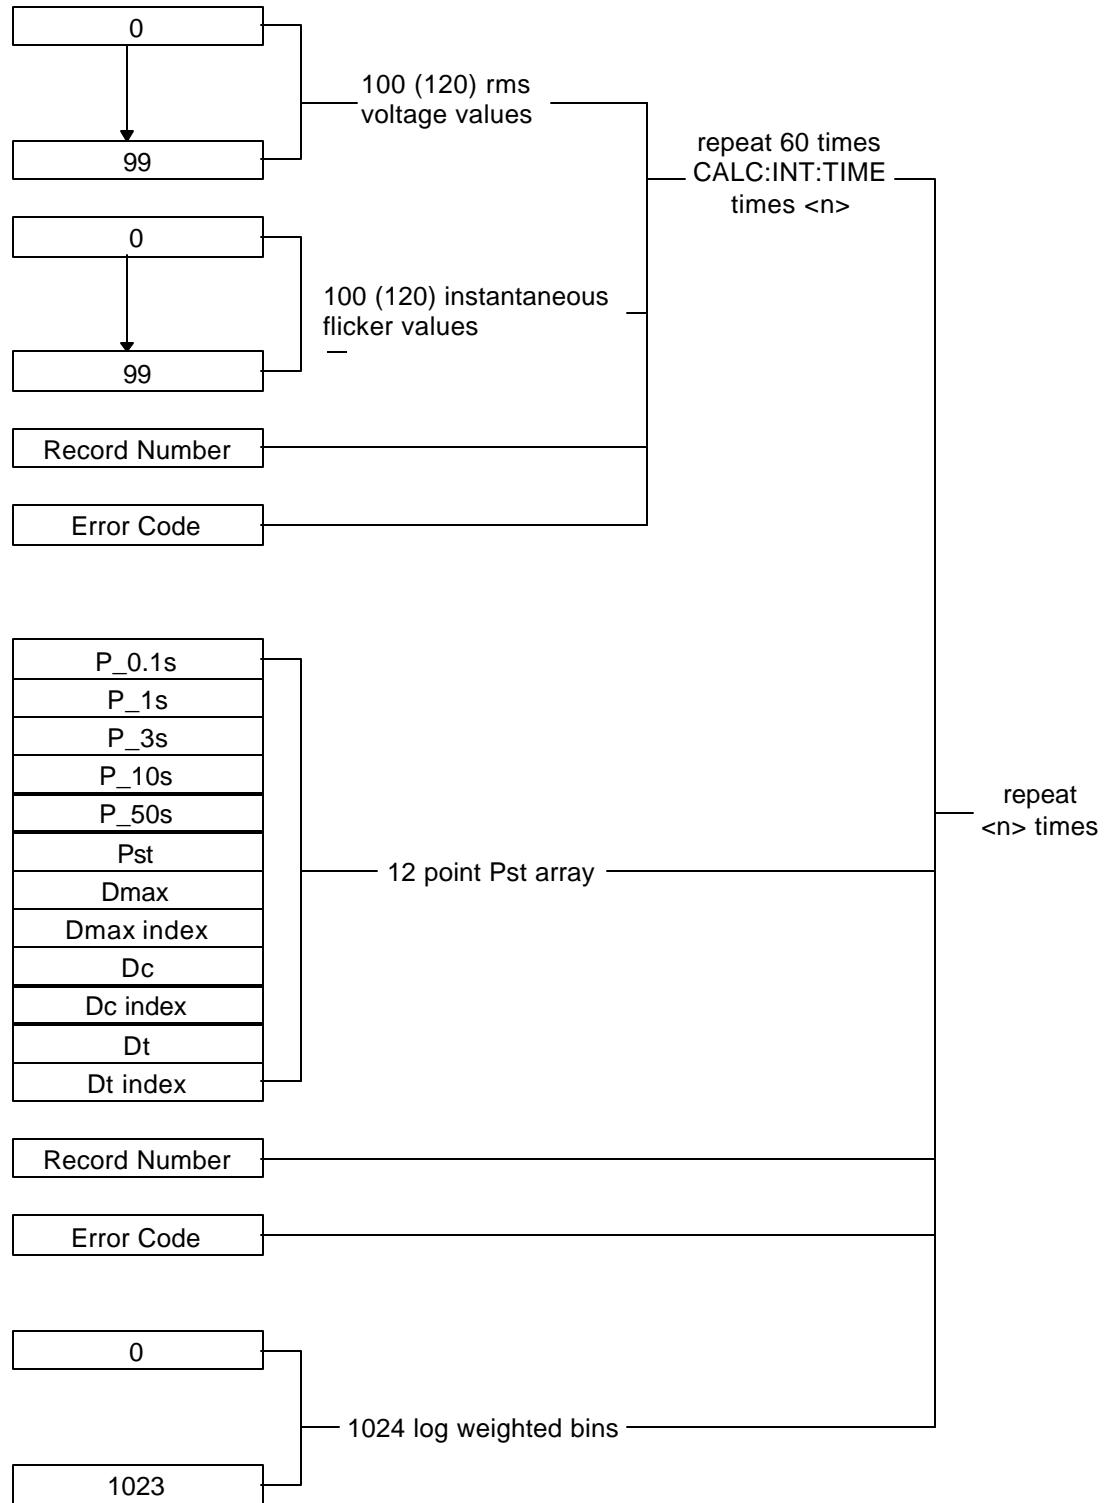 0
100 (120) rms
voltage values
99
repeat 60 times
CALC:INT:TIME
times <n>
0
100 (120) instantaneous
flicker values
99
Record Number
Error Code
P_0.1s
P_1s
P_3s
P_10s
P_50s
Pst
Dmax
Dmax index
Dc
Dc index
Dt
Dt index
12 point Pst array
repeat
<n> times
Record Number
Error Code
0
1024 log weighted bins
1023